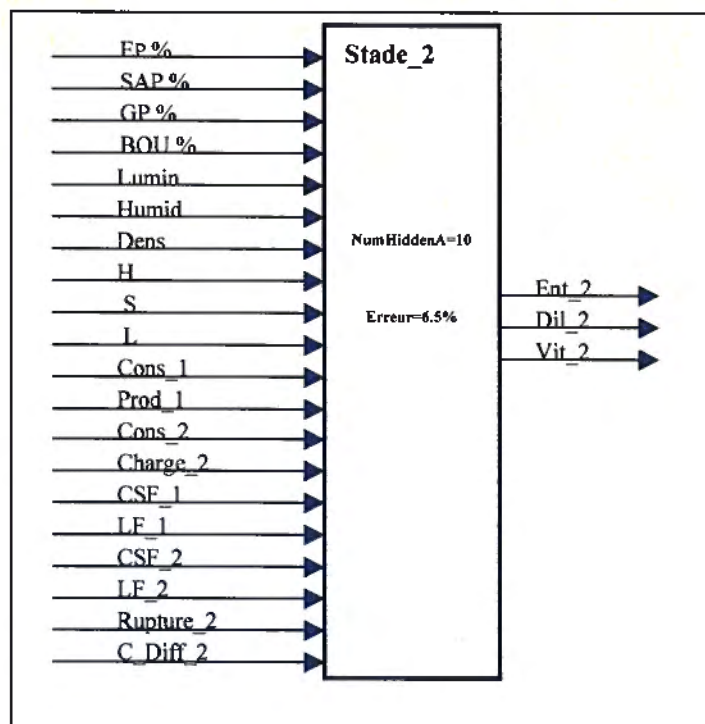 EP %
Stade_2
SAP %
GP %
BOU %
Lumin
Humid
Dens
NumHiddenA=10
H
Ent_2
S
Erreur=6.5%
Dil_2
L
Vit_2
Cons_1
Prod_1
Cons_2
Charge_2
CSF_1
LF_1
CSF_2
LF_2
Rupture_2
C_Diff_2